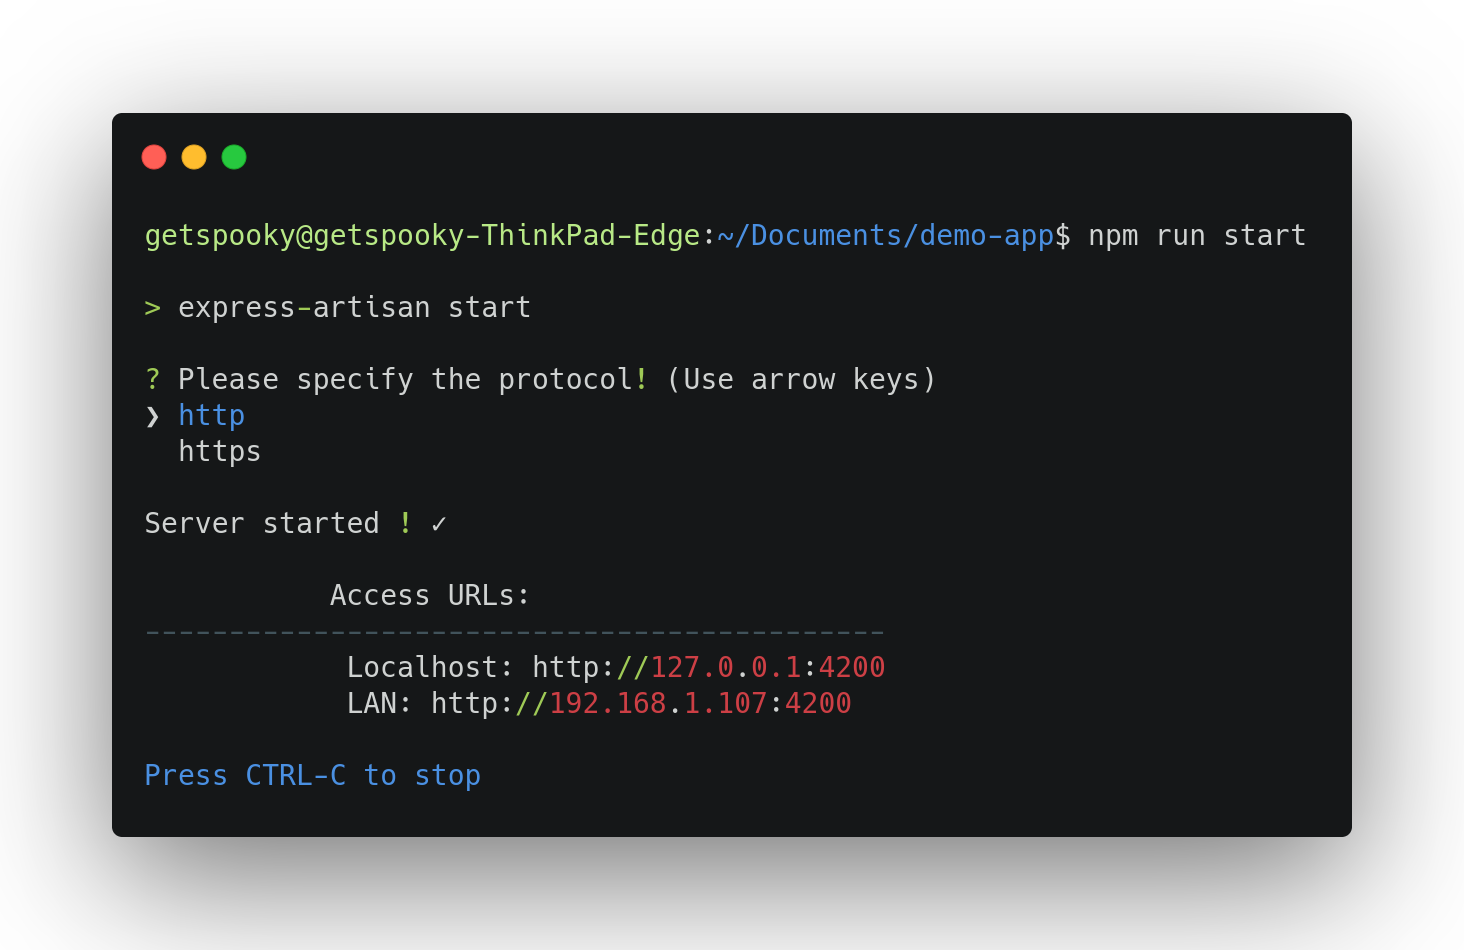 getspooky@getspooky-ThinkPad-Edge:~/Documents/demo-app$ npm run start
> express-artisan start
? Please specify the protocol! (Use arrow keys)
❯ http
https
Server started ! ✓
Access URLs:
--------------------------------------------
Localhost: http://127.0.0.1:4200
LAN: http://192.168.1.107:4200
Press CTRL-C to stop